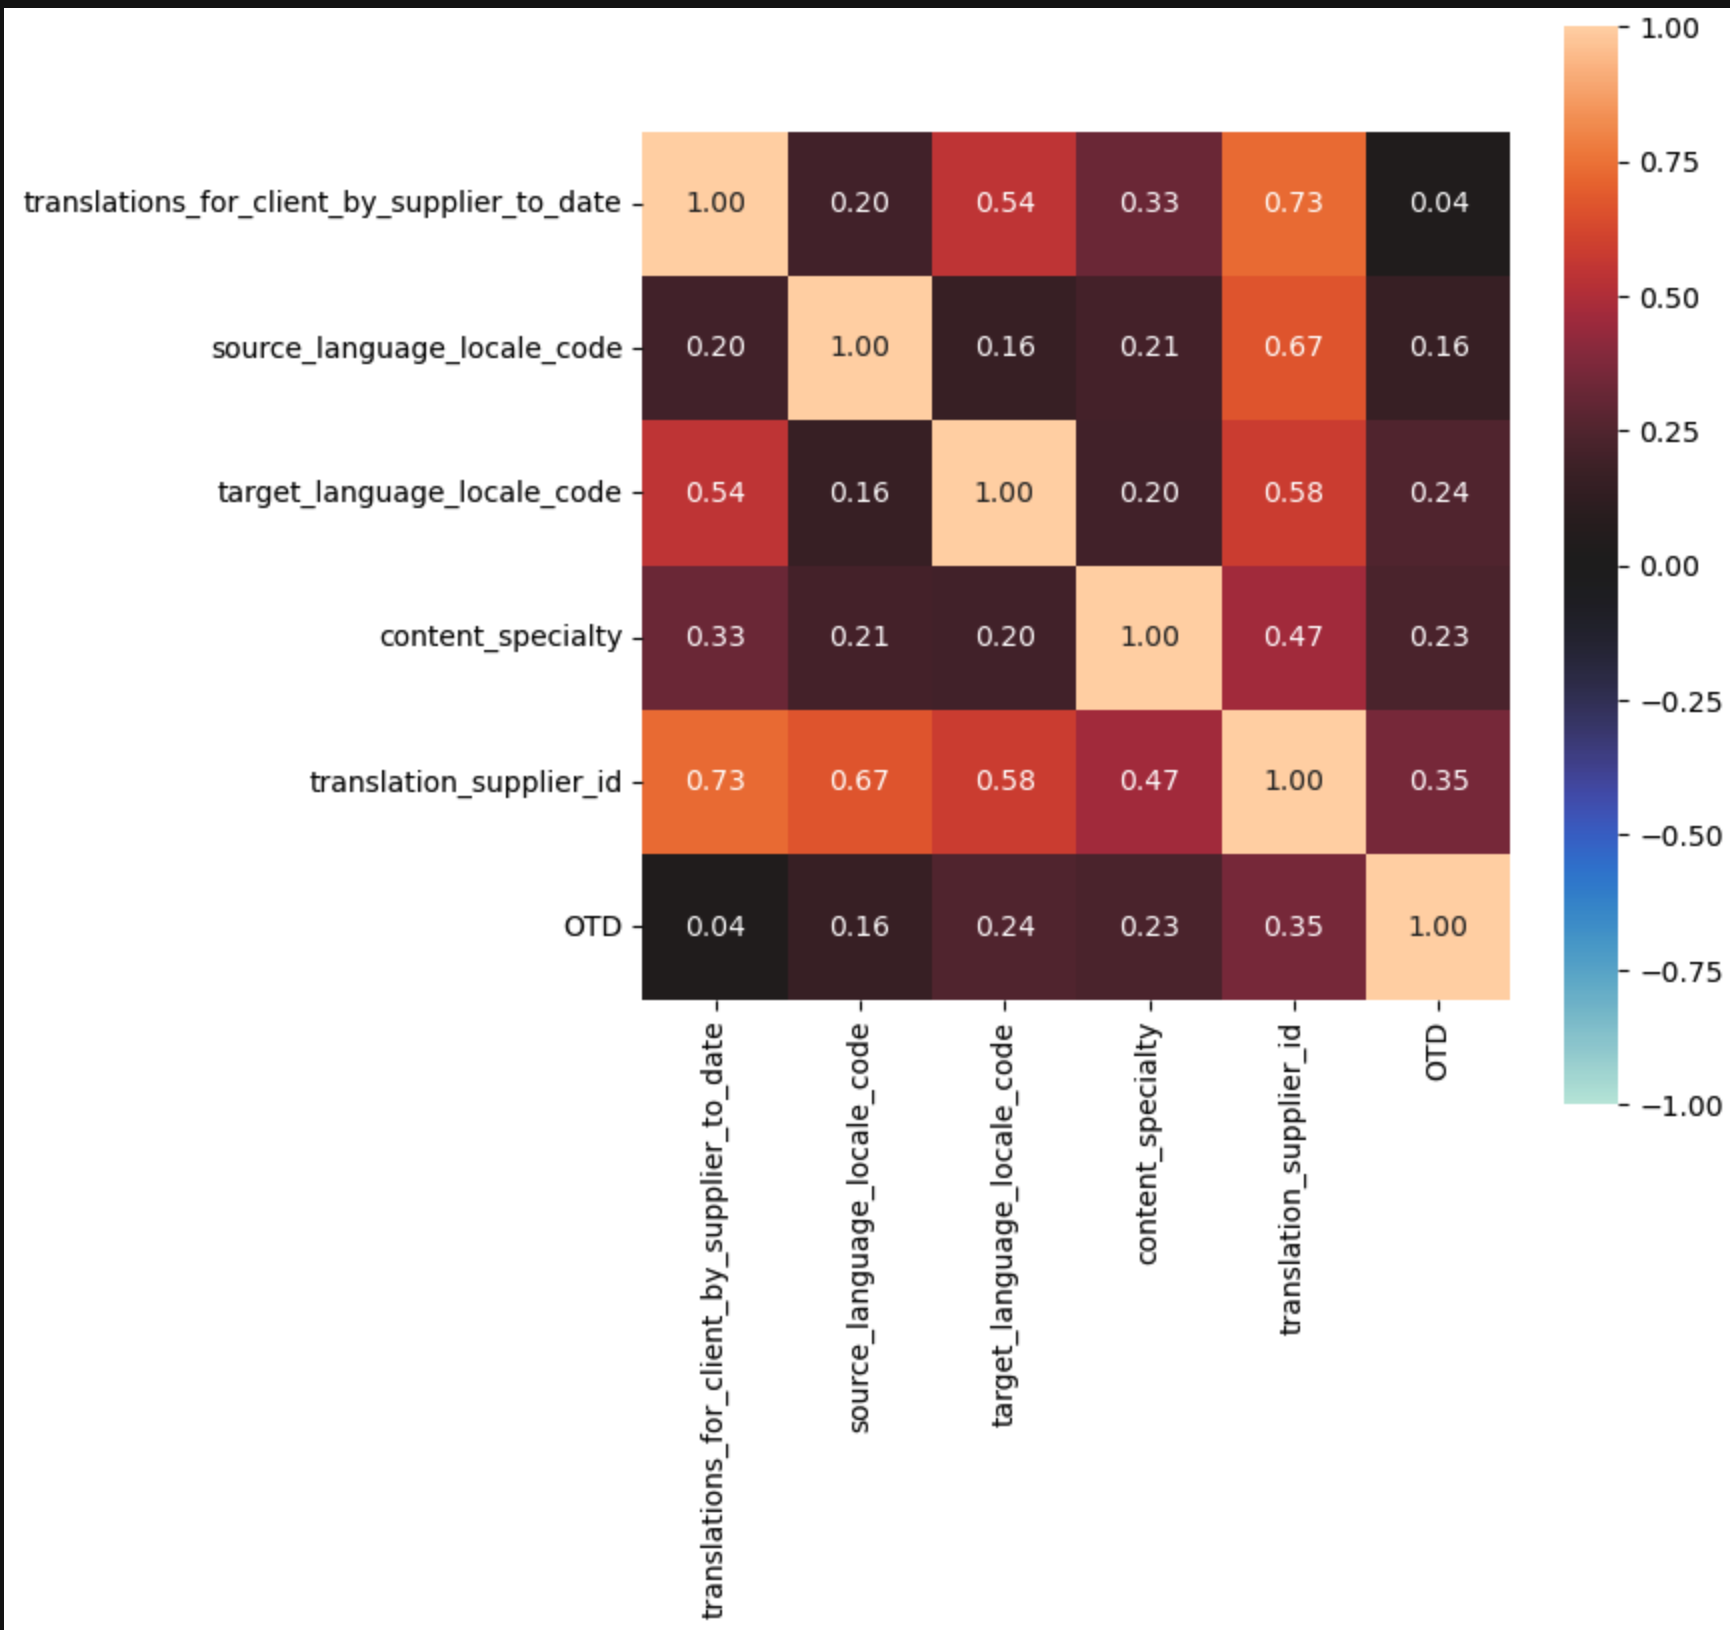 translations_for_client_by_supplier_to_date 1.00 0.20 0.54 0.33 0.73 0.04
source_language_locale_code 0.20 1.00 0.16 0.21 0.67 0.16
target_language_locale_code 0.54 0.16 1.00 0.20 0.58 0.24
content_specialty 0.33 0.21 0.20 1.00 0.47 0.23
translation_supplier_id 0.73 0.67 0.58 0.47 1.00 0.35
OTD 0.04 0.16 0.24 0.23 0.35 1.00
translations_for_client_by_supplier_to_date
source_language_locale_code
target_language_locale_code
content_specialty
translation_supplier_id
OTD
1.00
0.75
0.50
0.25
0.00
−0.25
−0.50
−0.75
−1.00